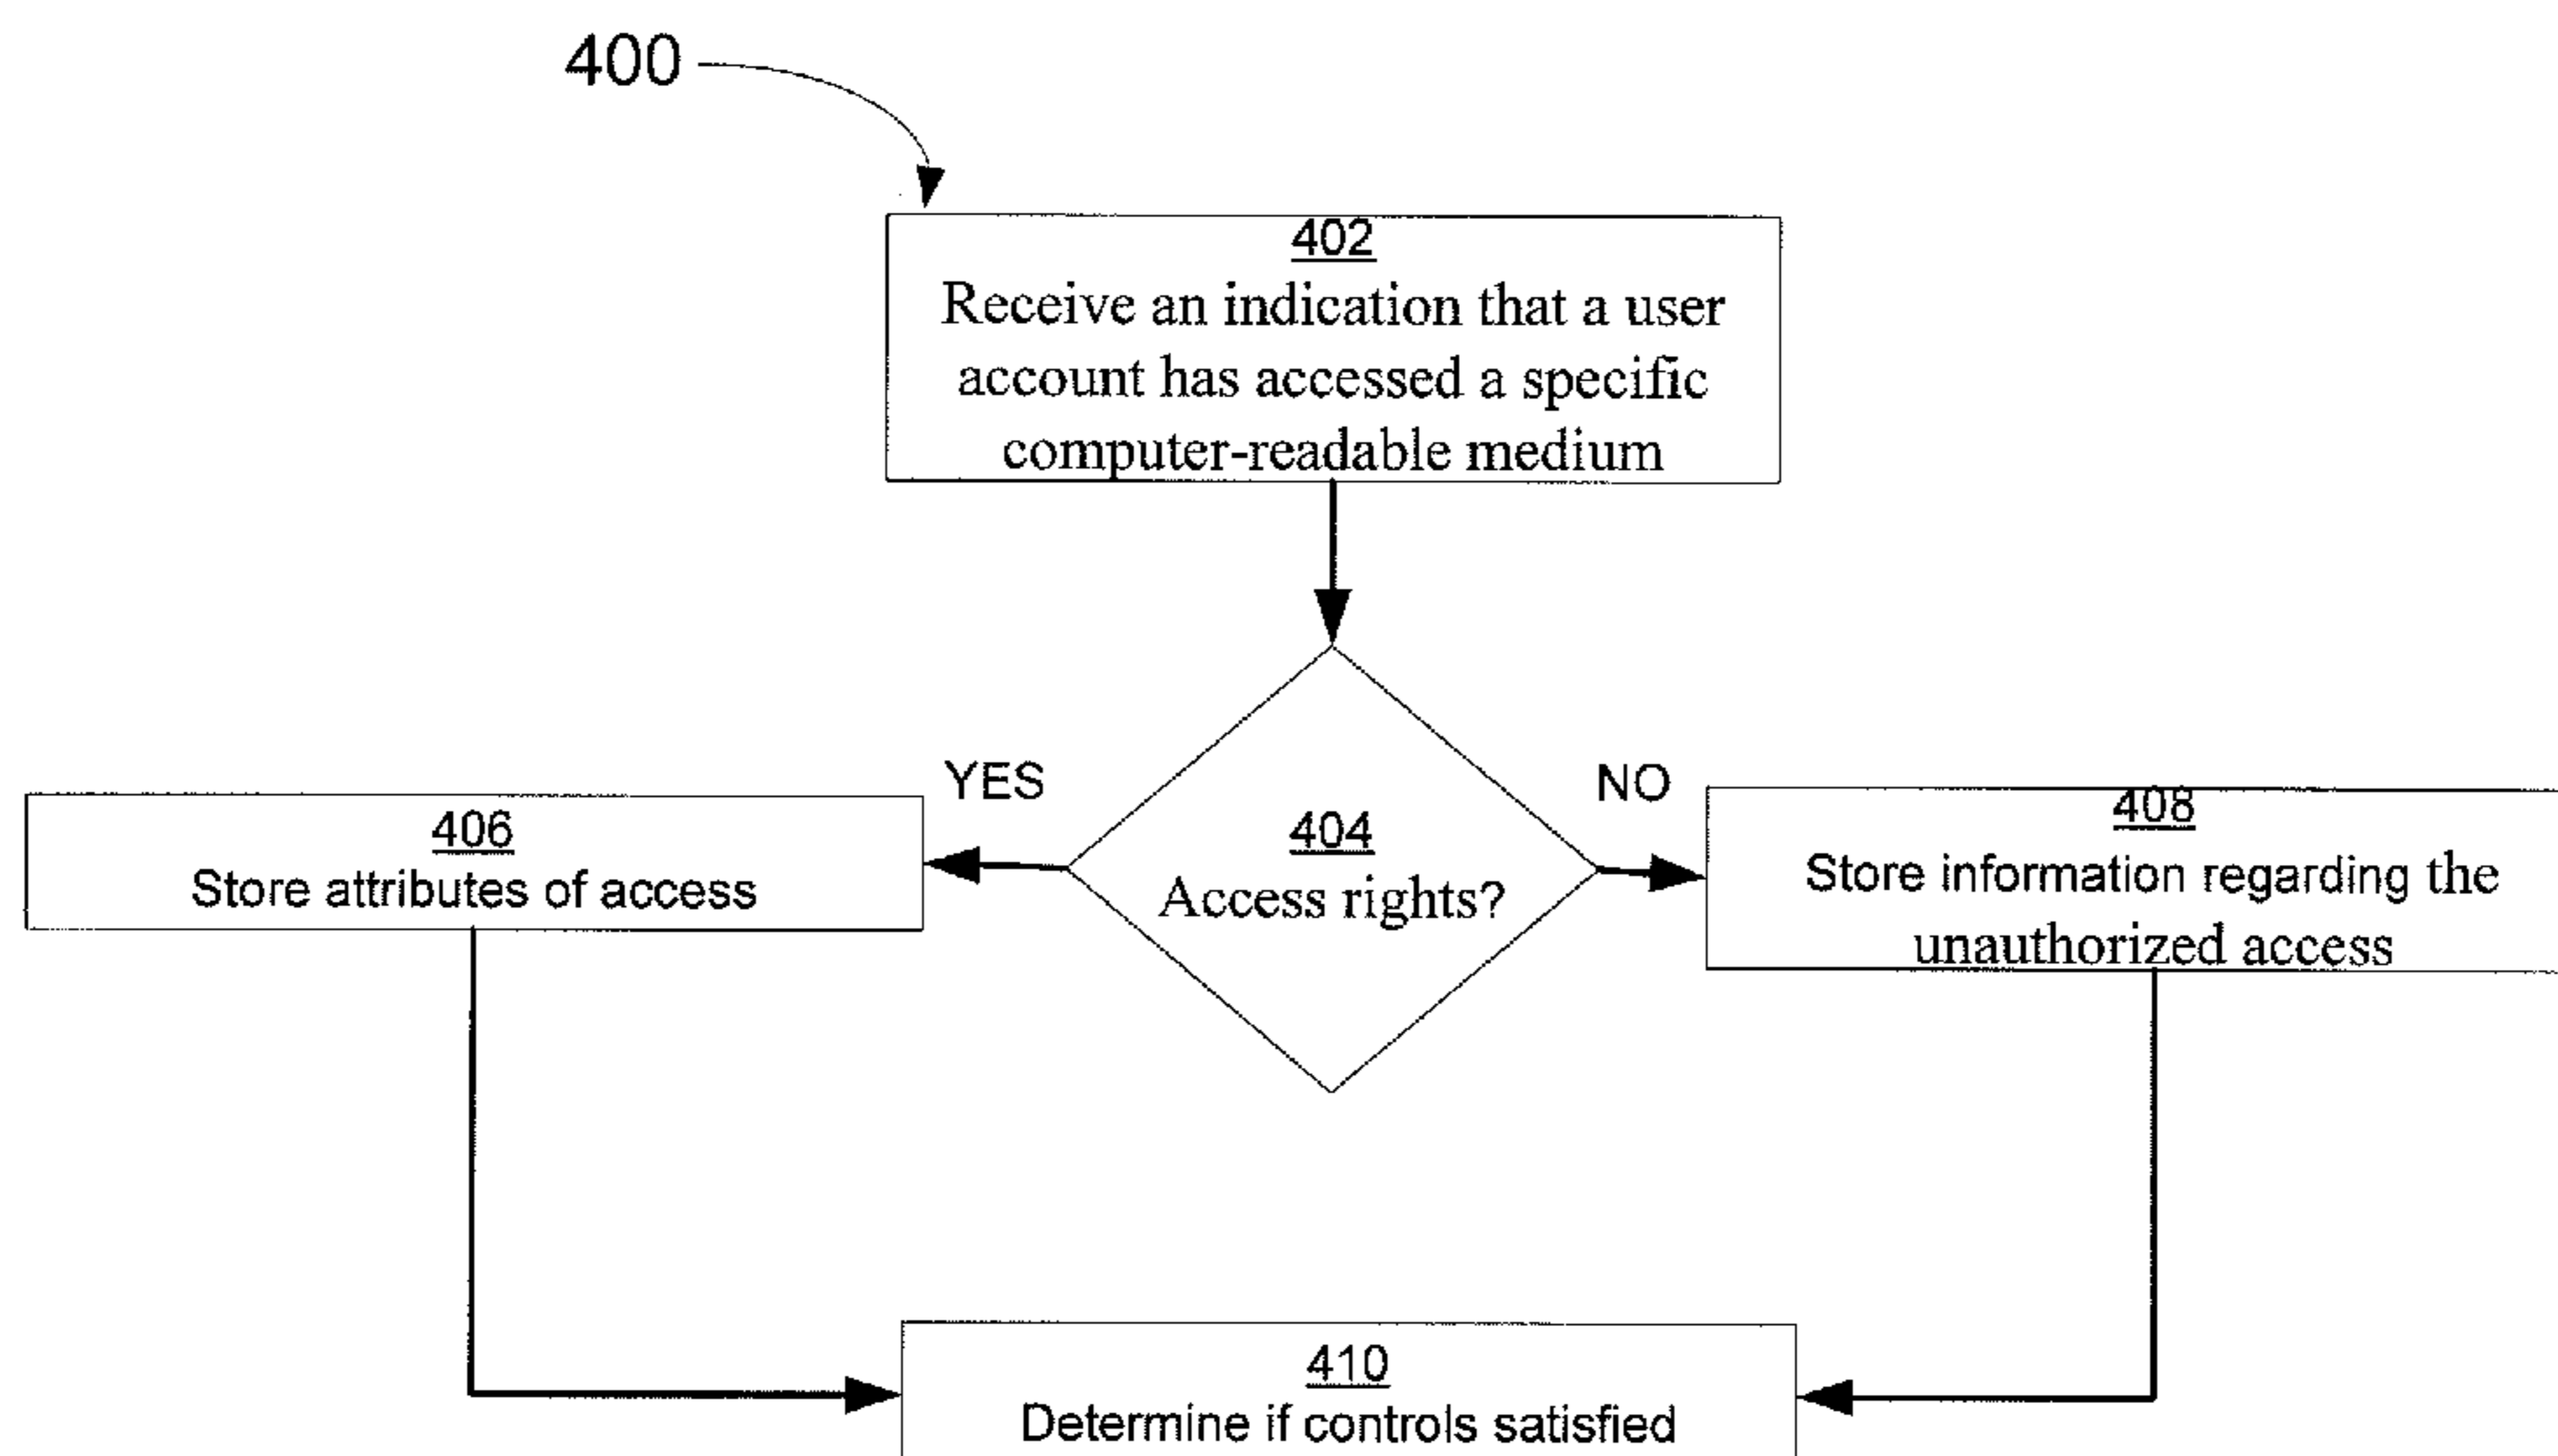 400
402
Receive an indication that a user
account has accessed a specific
computer-readable medium
YES
NO
406
Store attributes of access
404
Access rights?
408
Store information regarding the
unauthorized access
410
Determine if controls satisfied